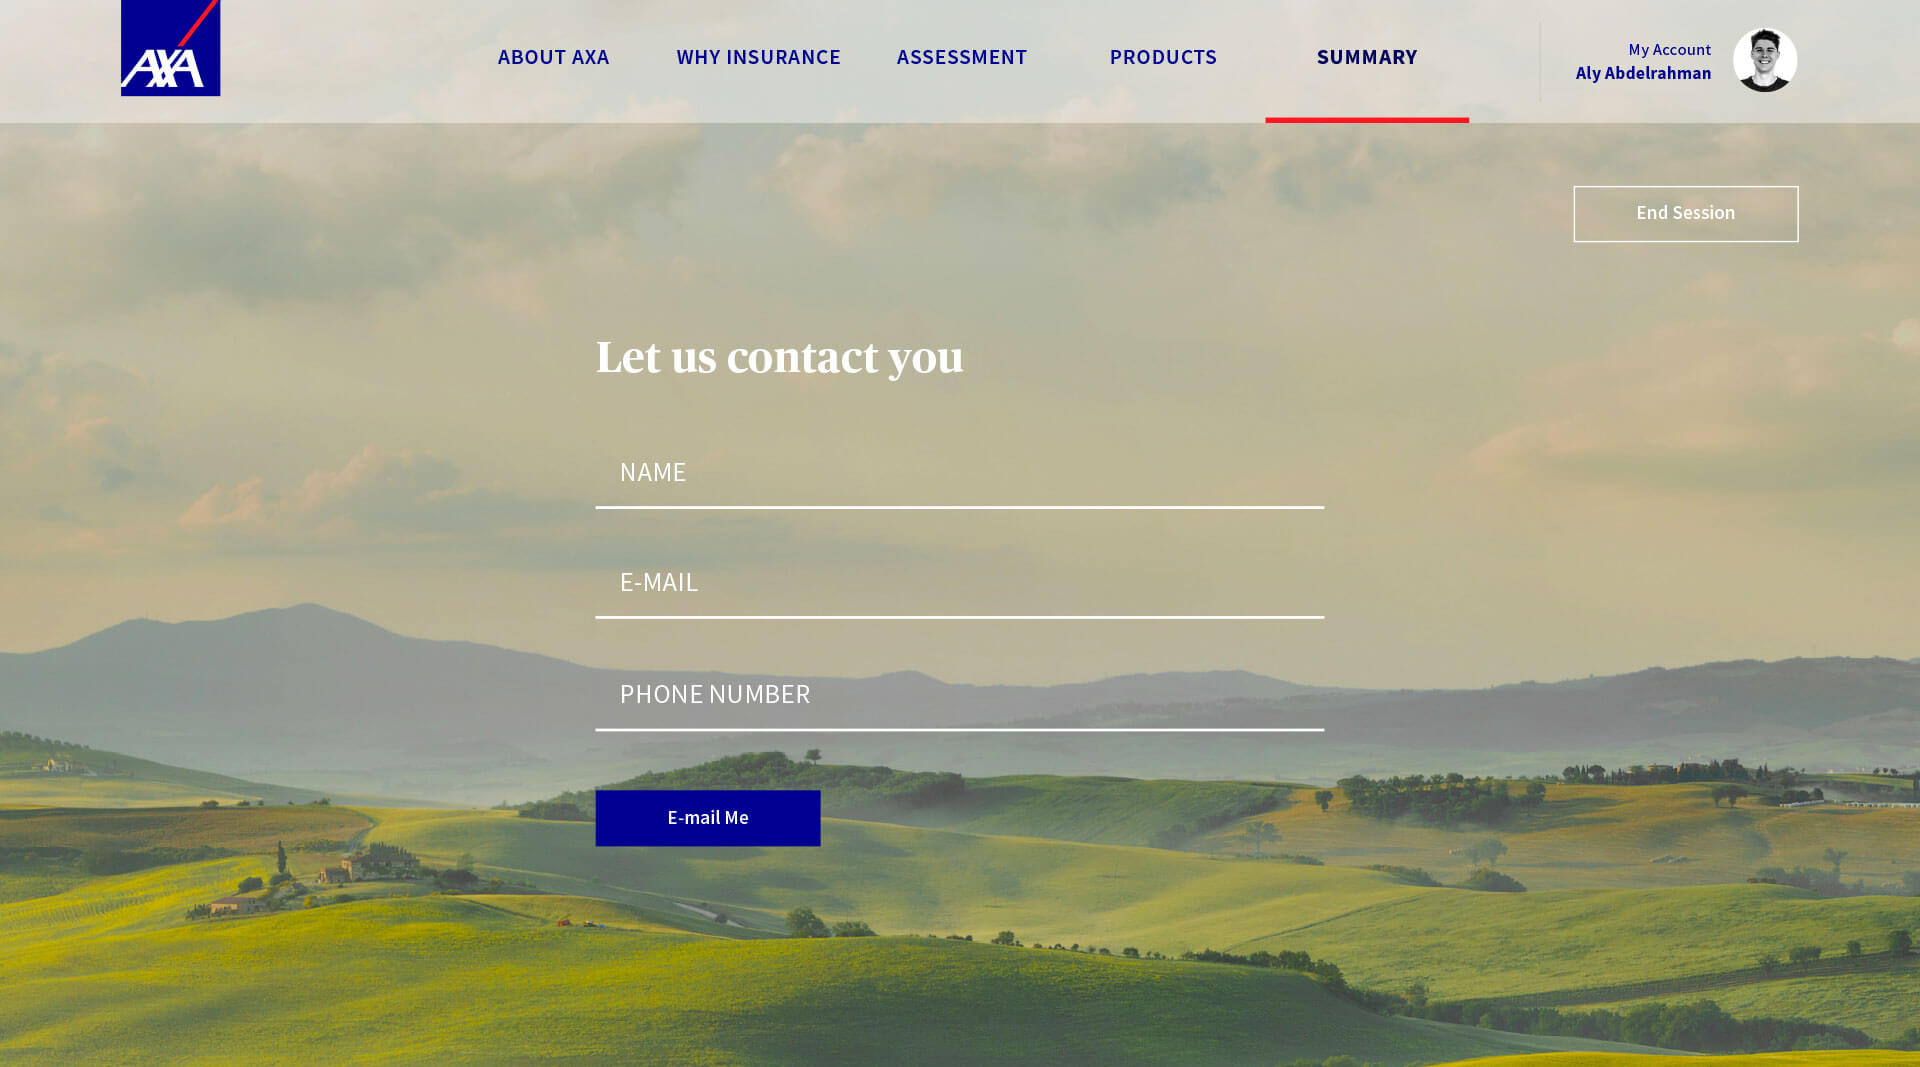 AXA
ABOUT AXA
WHY INSURANCE
ASSESSMENT
PRODUCTS
SUMMARY
My Account
Aly Abdelrahman
End Session
Let us contact you
NAME
E-MAIL
PHONE NUMBER
E-mail Me